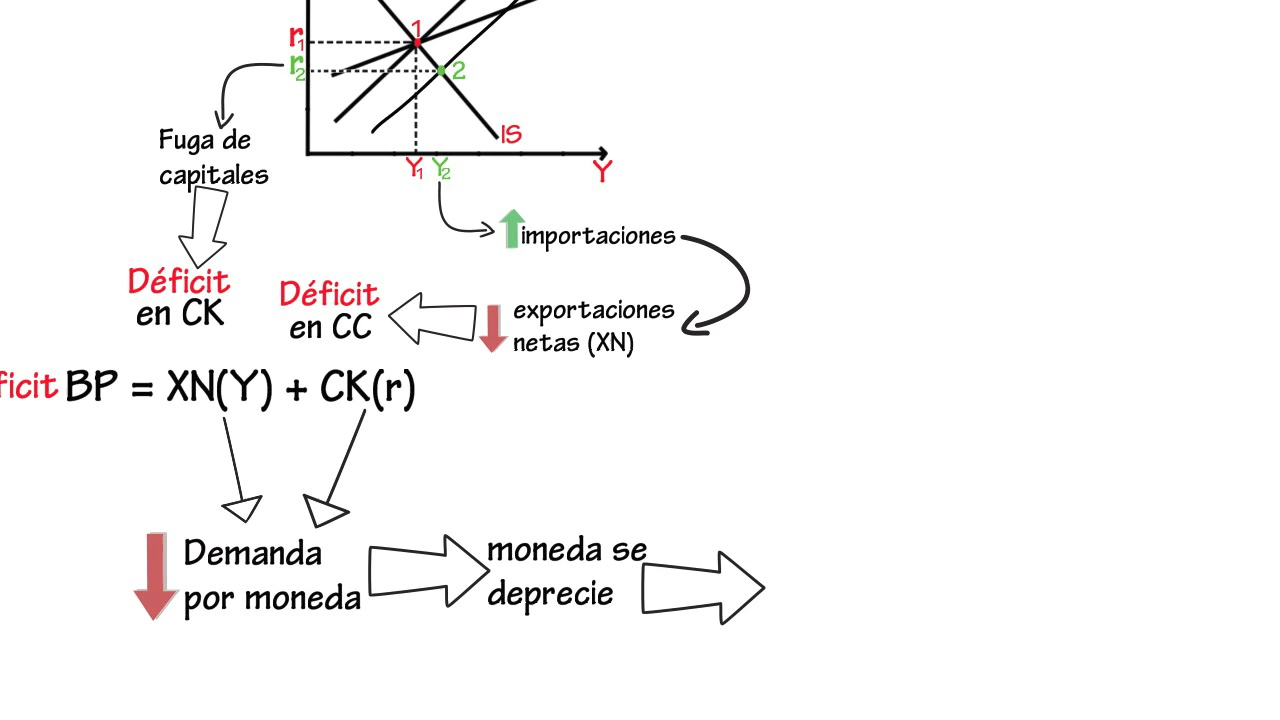 1
r1
r2
2
IS
Y1 Y2
Y
Fuga de
capitales
importaciones
Déficit
en CK
Déficit
en CC
exportaciones
netas (XN)
ficit BP = XN(Y) + CK(r)
Demanda
por moneda
moneda se
deprecie